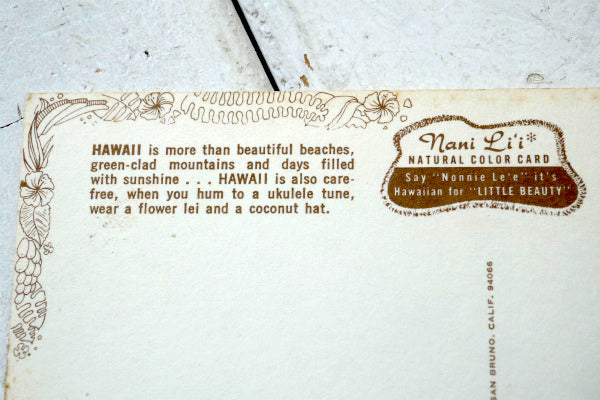 HAWAII is more than beautiful beaches,
green-clad mountains and days filled
with sunshine . . . HAWAII is also care-
free, when you hum to a ukulele tune,
wear a flower lei and a coconut hat.
Nani Li'i*
NATURAL COLOR CARD
Say "Nonnie Le'e" it's
Hawaiian for "LITTLE BEAUTY"
SAN BRUNO, CALIF. 94066